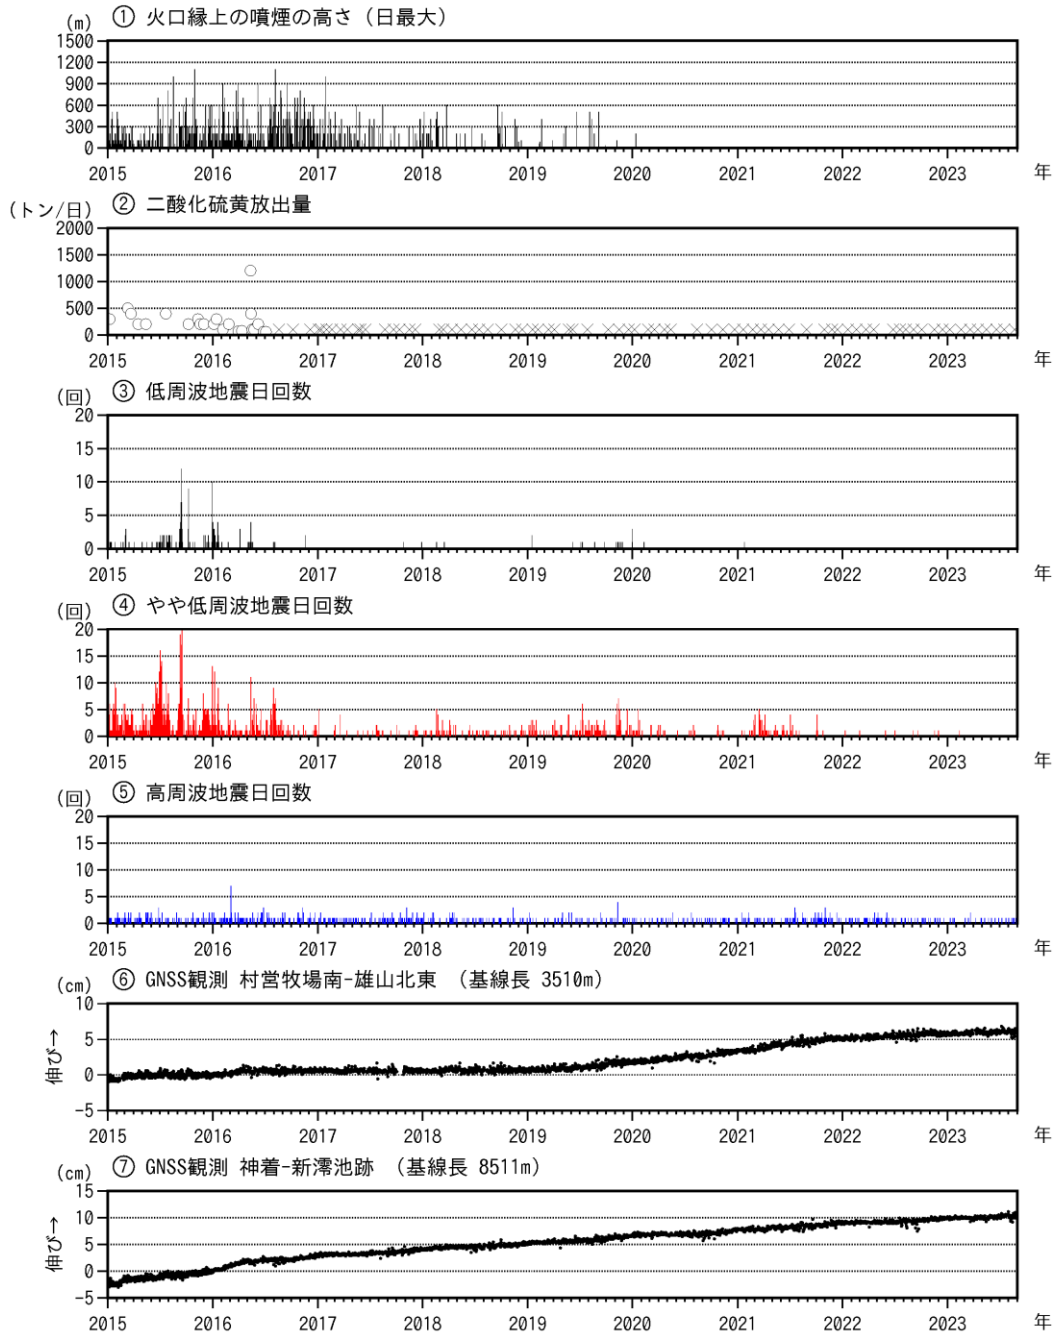 ① 火口縁上の噴煙の高さ（日最大）
(m)
1500
1200
900
600
300
0
2015 2016 2017 2018 2019 2020 2021 2022 2023 年
② 二酸化硫黄放出量
(トン/日)
2000
1500
1000
500
0
2015 2016 2017 2018 2019 2020 2021 2022 2023 年
③ 低周波地震日回数
(回)
20
15
10
5
0
2015 2016 2017 2018 2019 2020 2021 2022 2023 年
④ やや低周波地震日回数
(回)
20
15
10
5
0
2015 2016 2017 2018 2019 2020 2021 2022 2023 年
⑤ 高周波地震日回数
(回)
20
15
10
5
0
2015 2016 2017 2018 2019 2020 2021 2022 2023 年
⑥ GNSS観測 村営牧場南-雄山北東 （基線長 3510m）
(cm)
10
5
0
-5
伸び→
2015 2016 2017 2018 2019 2020 2021 2022 2023 年
⑦ GNSS観測 神着-新澪池跡 （基線長 8511m）
(cm)
15
10
5
0
-5
伸び→
2015 2016 2017 2018 2019 2020 2021 2022 2023 年